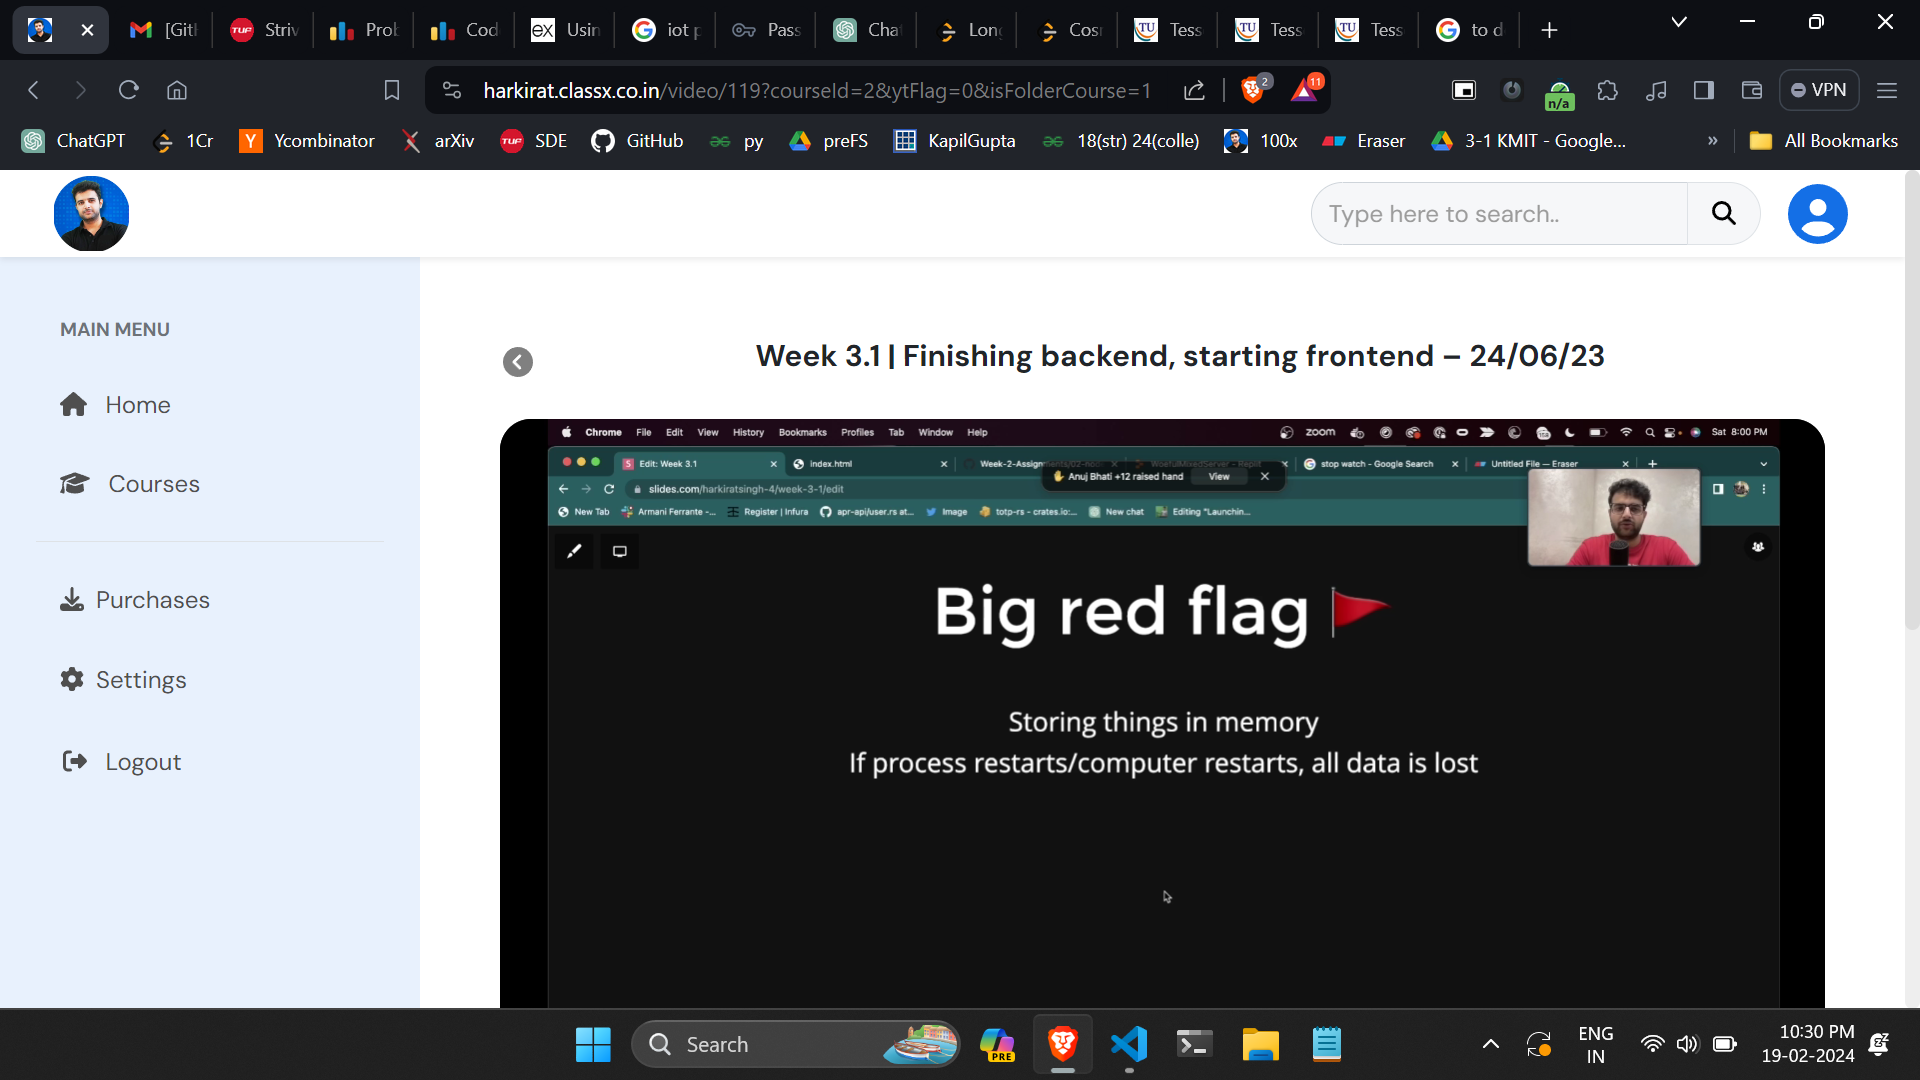 [Gitl
Striv
Prob
Cod
Usin
iot p
Pass
Chat
Long
Cosr
Tess
Tess
Tess
to d
harkirat.classx.co.in/video/119?courseId=2&ytFlag=0&isFolderCourse=1
2
11
n/a
VPN
ChatGPT
1Cr
Ycombinator
arXiv
SDE
GitHub
py
preFS
KapilGupta
18(str) 24(colle)
100x
Eraser
3-1 KMIT - Google...
»
All Bookmarks
Type here to search..
MAIN MENU
Home
Courses
Purchases
Settings
Logout
Week 3.1 | Finishing backend, starting frontend – 24/06/23
Chrome File Edit View History Bookmarks Profiles Tab Window Help
zoom
Sat 8:00 PM
Edit: Week 3.1
index.html
stop watch - Google Search
Untitled File — Eraser
Anuj Bhati +12 raised hand
View
slides.com/harkiratsingh-4/week-3-1/edit
New Tab
Armani Ferrante -...
Register | Infura
apr-api/user.rs at...
Image
totp-rs - crates.io:...
New chat
Editing "Launchin...
Big red flag
Storing things in memory
If process restarts/computer restarts, all data is lost
Search
PRE
ENG
IN
10:30 PM
19-02-2024